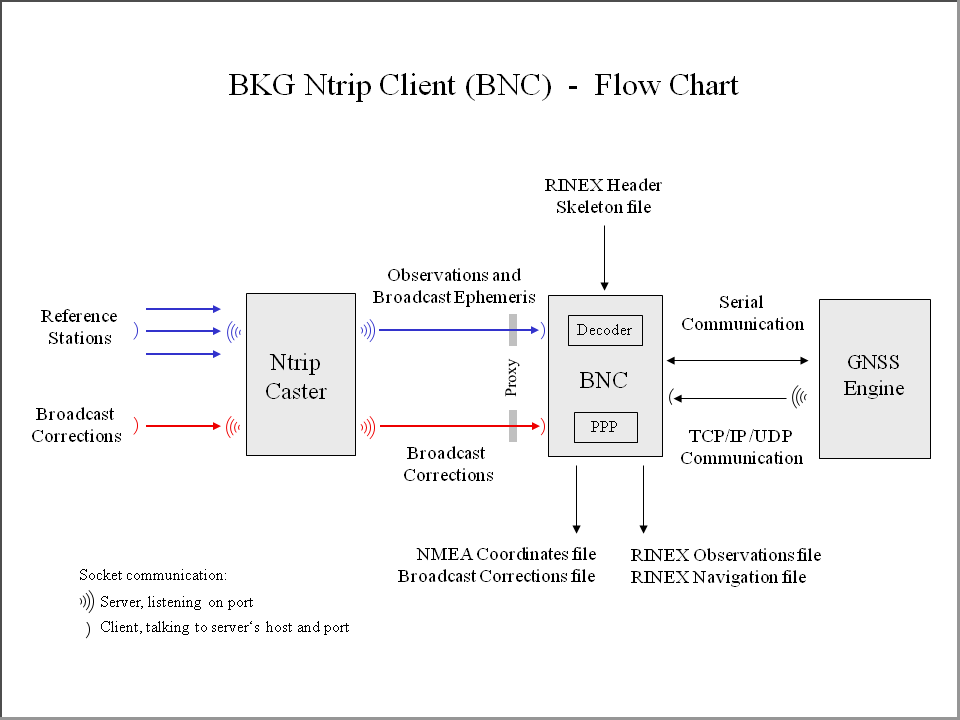 BKG Ntrip Client (BNC)  -  Flow Chart
RINEX Header
Skeleton file
Observations and
Broadcast Ephemeris
Reference
Stations
Ntrip
Caster
Proxy
Decoder
BNC
PPP
Serial
Communication
GNSS
Engine
Broadcast
Corrections
TCP/IP/UDP
Communication
Broadcast
Corrections
NMEA Coordinates file
Broadcast Corrections file
RINEX Observations file
RINEX Navigation file
Socket communication:
Server, listening on port
Client, talking to server‘s host and port